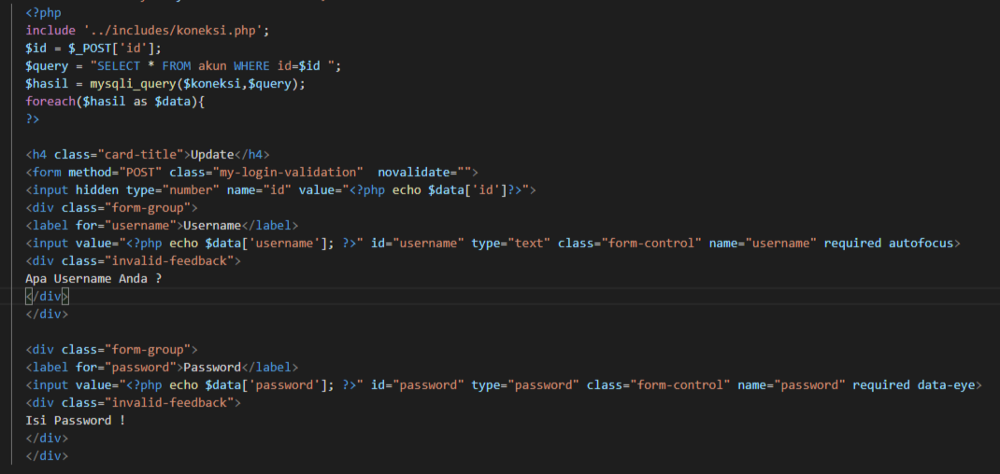 <?php
include '../includes/koneksi.php';
$id = $_POST['id'];
$query = "SELECT * FROM akun WHERE id=$id ";
$hasil = mysqli_query($koneksi,$query);
foreach($hasil as $data){
?>
<h4 class="card-title">Update</h4>
<form method="POST" class="my-login-validation"  novalidate="">
<input hidden type="number" name="id" value="<?php echo $data['id']?>">
<div class="form-group">
<label for="username">Username</label>
<input value="<?php echo $data['username']; ?>" id="username" type="text" class="form-control" name="username" required autofocus>
<div class="invalid-feedback">
Apa Username Anda ?
</div>
</div>
<div class="form-group">
<label for="password">Password</label>
<input value="<?php echo $data['password']; ?>" id="password" type="password" class="form-control" name="password" required data-eye>
<div class="invalid-feedback">
Isi Password !
</div>
</div>